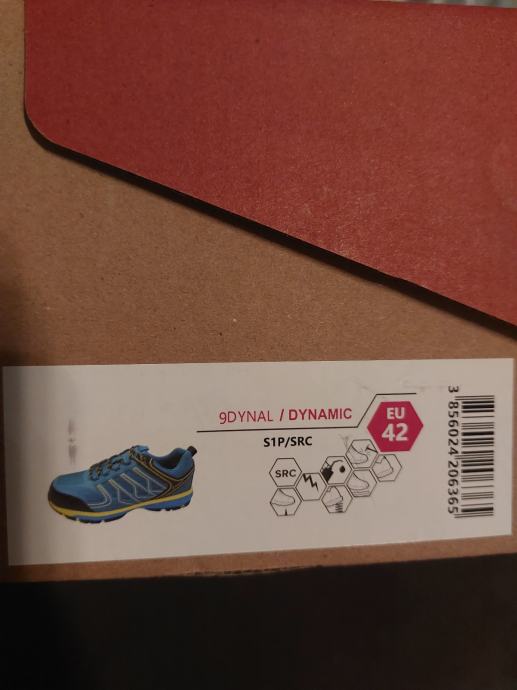 9DYNAL / DYNAMIC
EU
42
S1P/SRC
SRC
3 856024 206365